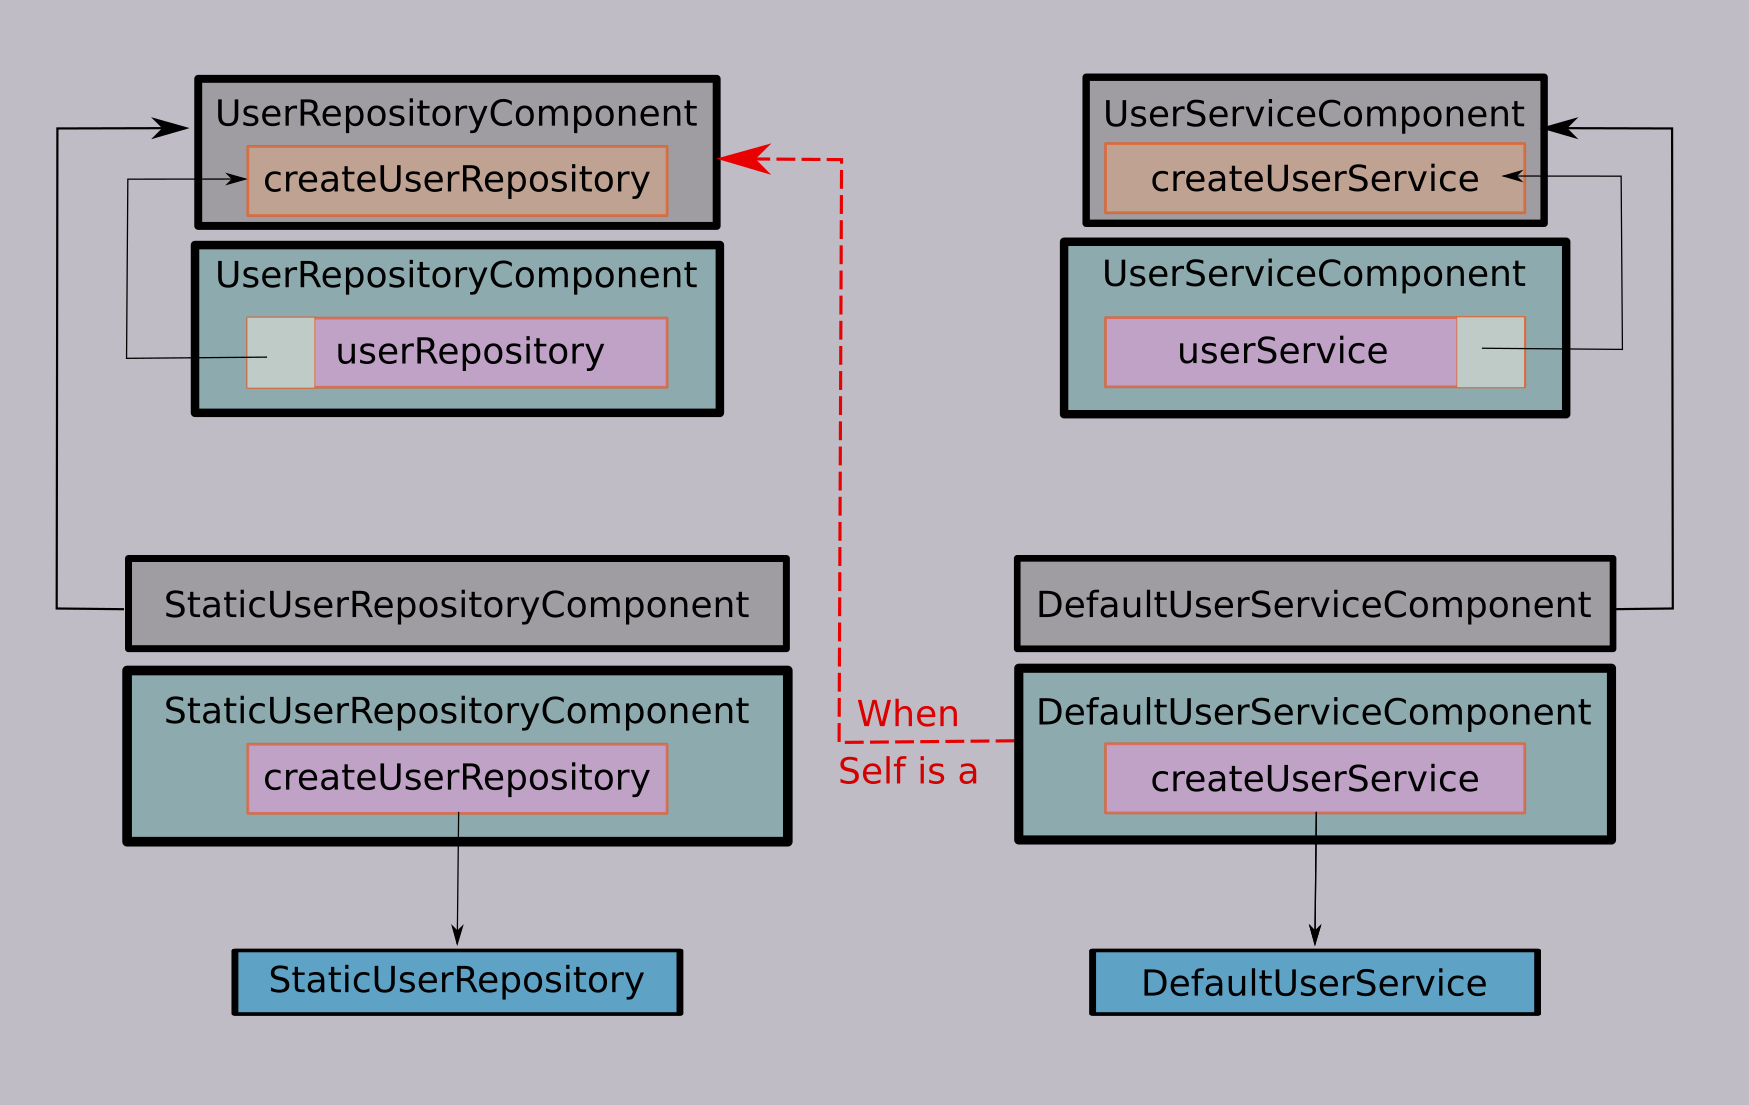 UserRepositoryComponent
createUserRepository
UserRepositoryComponent
userRepository
UserServiceComponent
createUserService
UserServiceComponent
userService
StaticUserRepositoryComponent
StaticUserRepositoryComponent
createUserRepository
StaticUserRepository
When
Self is a
DefaultUserServiceComponent
DefaultUserServiceComponent
createUserService
DefaultUserService